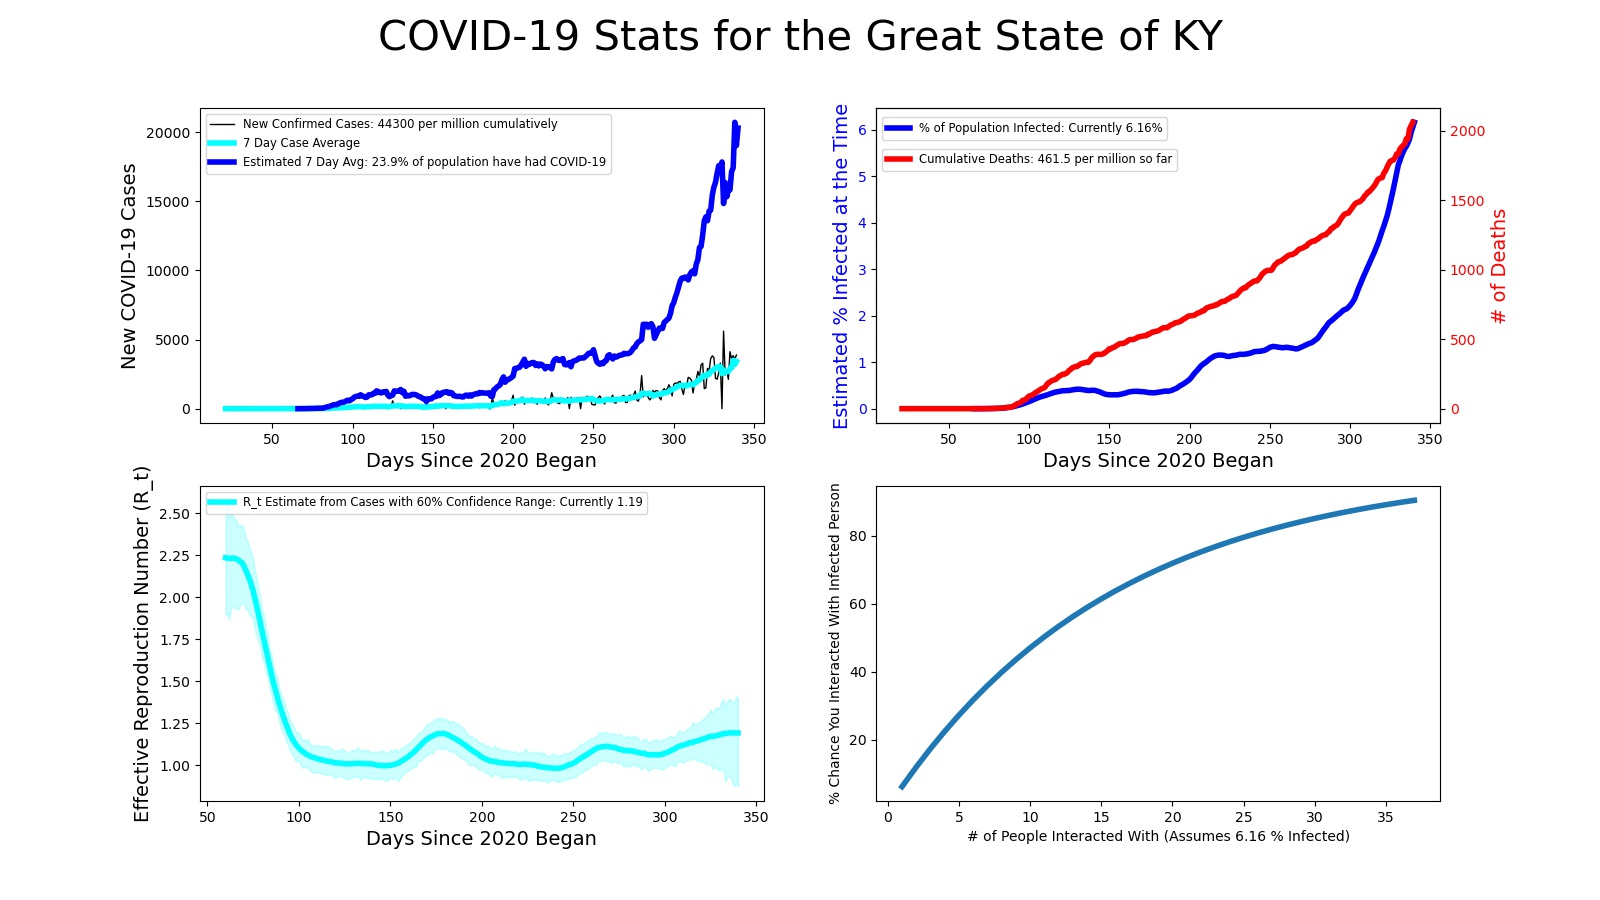 COVID-19 Stats for the Great State of KY
New COVID-19 Cases
20000
15000
10000
5000
0
New Confirmed Cases: 44300 per million cumulatively
7 Day Case Average
Estimated 7 Day Avg: 23.9% of population have had COVID-19
50 100 150 200 250 300 350
Days Since 2020 Began
Estimated % Infected at the Time
6
5
4
3
2
1
0
% of Population Infected: Currently 6.16%
Cumulative Deaths: 461.5 per million so far
2000
1500
1000
500
0
# of Deaths
50 100 150 200 250 300 350
Days Since 2020 Began
Effective Reproduction Number (R_t)
2.50
2.25
2.00
1.75
1.50
1.25
1.00
R_t Estimate from Cases with 60% Confidence Range: Currently 1.19
50 100 150 200 250 300 350
Days Since 2020 Began
% Chance You Interacted With Infected Person
80
60
40
20
0 5 10 15 20 25 30 35
# of People Interacted With (Assumes 6.16 % Infected)